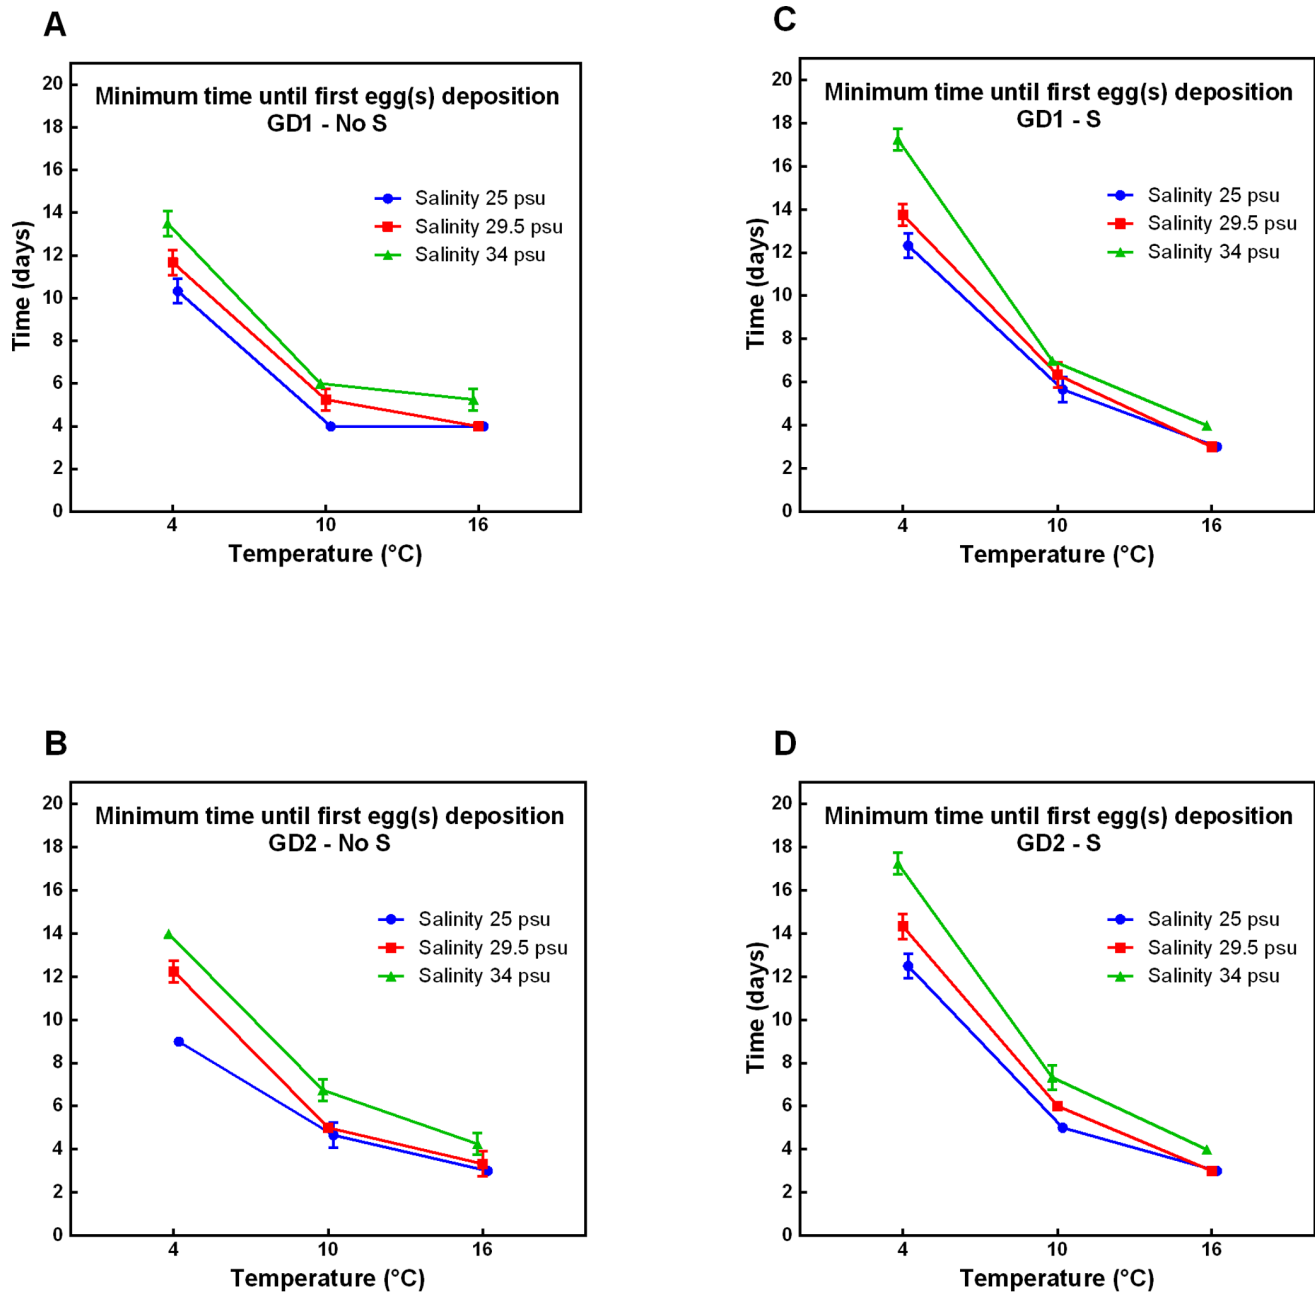 A
Minimum time until first egg(s) deposition
GD1 - No S
Salinity 25 psu
Salinity 29.5 psu
Salinity 34 psu
Time (days)
20
18
16
14
12
10
8
6
4
2
0
4 10 16
Temperature (°C)
C
Minimum time until first egg(s) deposition
GD1 - S
Salinity 25 psu
Salinity 29.5 psu
Salinity 34 psu
Time (days)
20
18
16
14
12
10
8
6
4
2
0
4 10 16
Temperature (°C)
B
Minimum time until first egg(s) deposition
GD2 - No S
Salinity 25 psu
Salinity 29.5 psu
Salinity 34 psu
20
18
16
14
12
10
8
6
4
2
0
4 10 16
Temperature (°C)
D
Minimum time until first egg(s) deposition
GD2 - S
Salinity 25 psu
Salinity 29.5 psu
Salinity 34 psu
Time (days)
20
18
16
14
12
10
8
6
4
2
0
4 10 16
Temperature (°C)